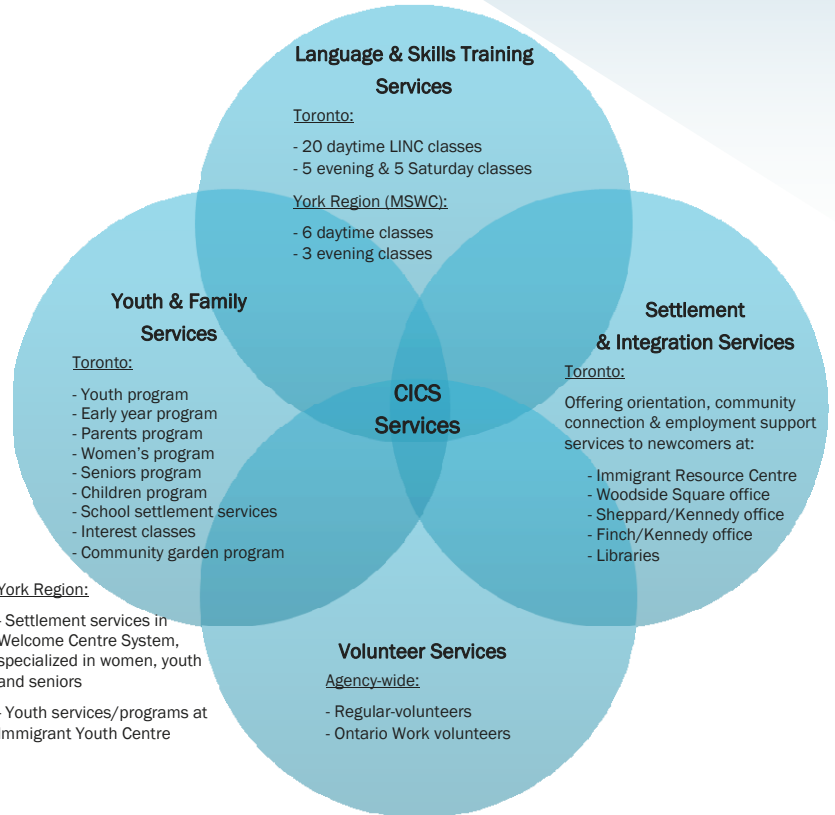 Language & Skills Training
Services
Toronto:
- 20 daytime LINC classes
- 5 evening & 5 Saturday classes
York Region (MSWC):
- 6 daytime classes
- 3 evening classes
Youth & Family
Services
Toronto:
- Youth program
- Early year program
- Parents program
- Women's program
- Seniors program
- Children program
- School settlement services
- Interest classes
- Community garden program
York Region:
- Settlement services in
Welcome Centre System,
specialized in women, youth
and seniors
- Youth services/programs at
Immigrant Youth Centre
CICS
Services
Settlement
& Integration Services
Toronto:
Offering orientation, community
connection & employment support
services to newcomers at:
- Immigrant Resource Centre
- Woodside Square office
- Sheppard/Kennedy office
- Finch/Kennedy office
- Libraries
Volunteer Services
Agency-wide:
- Regular-volunteers
- Ontario Work volunteers